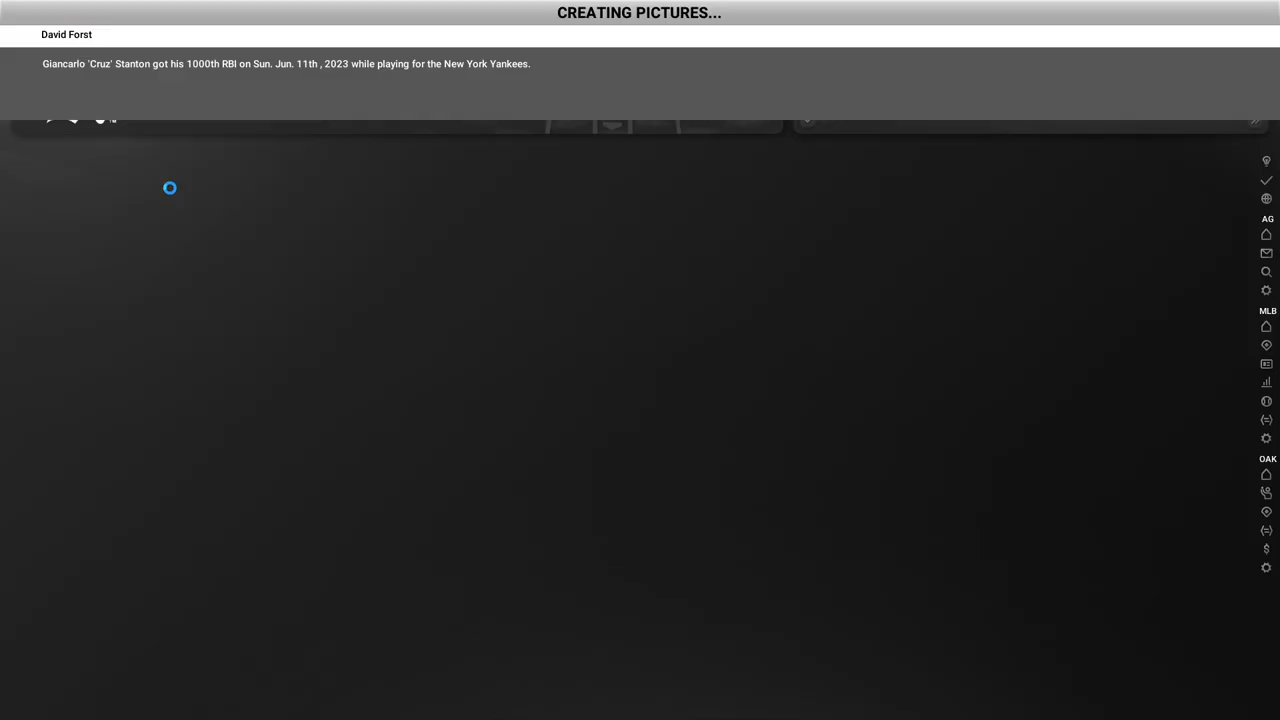 CREATING PICTURES...
David Forst
Giancarlo 'Cruz' Stanton got his 1000th RBI on Sun. Jun. 11th , 2023 while playing for the New York Yankees.
AG
MLB
OAK